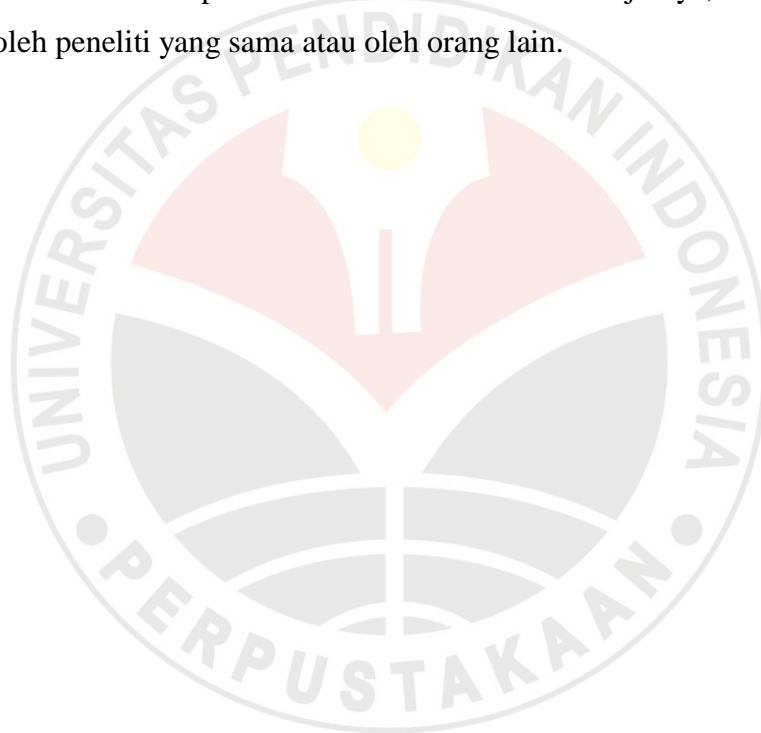 oleh peneliti yang sama atau oleh orang lain.
UNIVERSITAS PENDIDIKAN INDONESIA
PERPUSTAKAAN